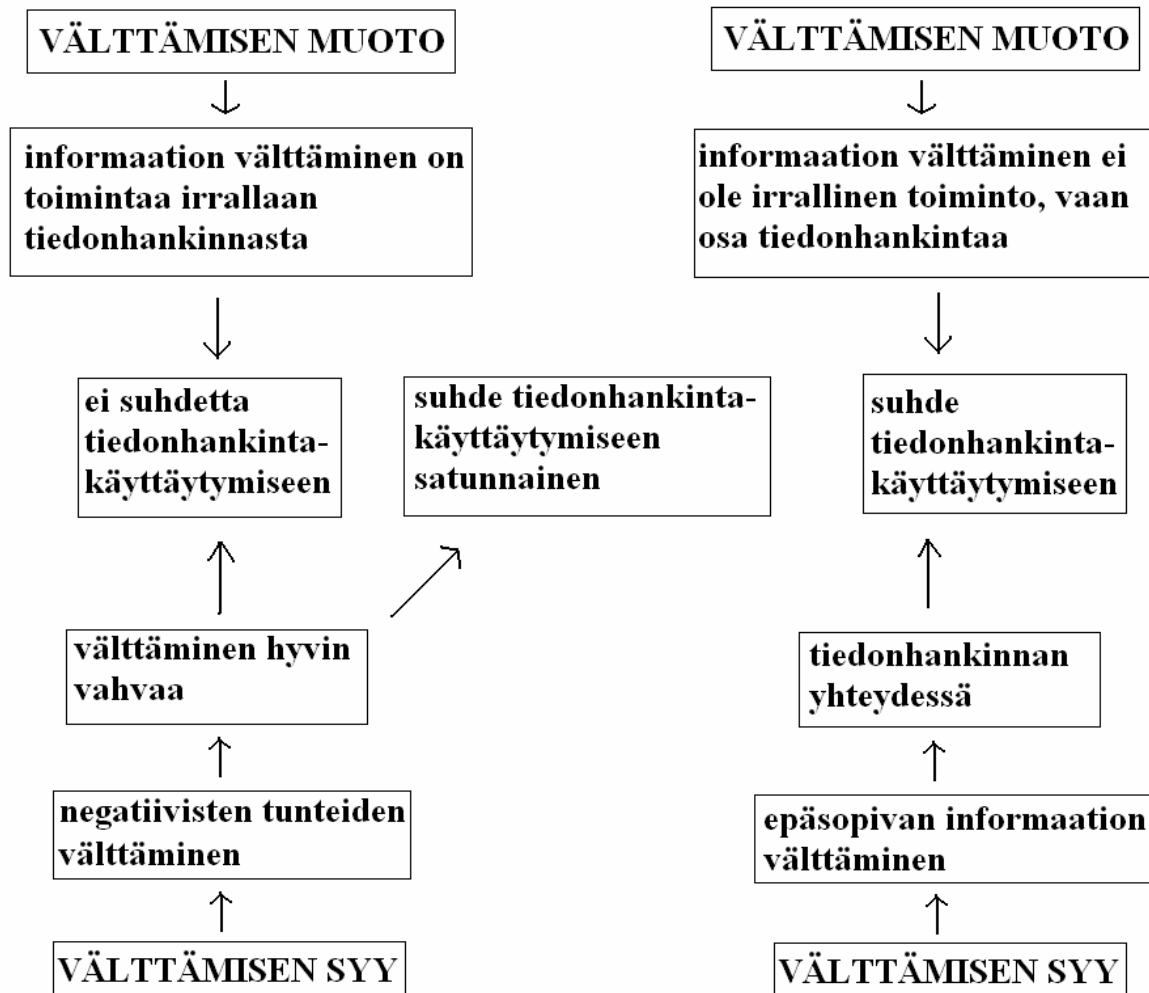 VÄLTTÄMISEN MUOTO
informaation välttäminen on
toimintaa irrallaan
tiedonhankinnasta
ei suhdetta
tiedonhankinta-
käyttäytymiseen
suhde tiedonhankinta-
käyttäytymiseen
satunnainen
välttäminen hyvin
vahvaa
negatiivisten tunteiden
välttäminen
VÄLTTÄMISEN SYY
VÄLTTÄMISEN MUOTO
informaation välttäminen ei
ole irrallinen toiminto, vaan
osa tiedonhankintaa
suhde
tiedonhankinta-
käyttäytymiseen
tiedonhankinnan
yhteydessä
epäsopivan informaation
välttäminen
VÄLTTÄMISEN SYY